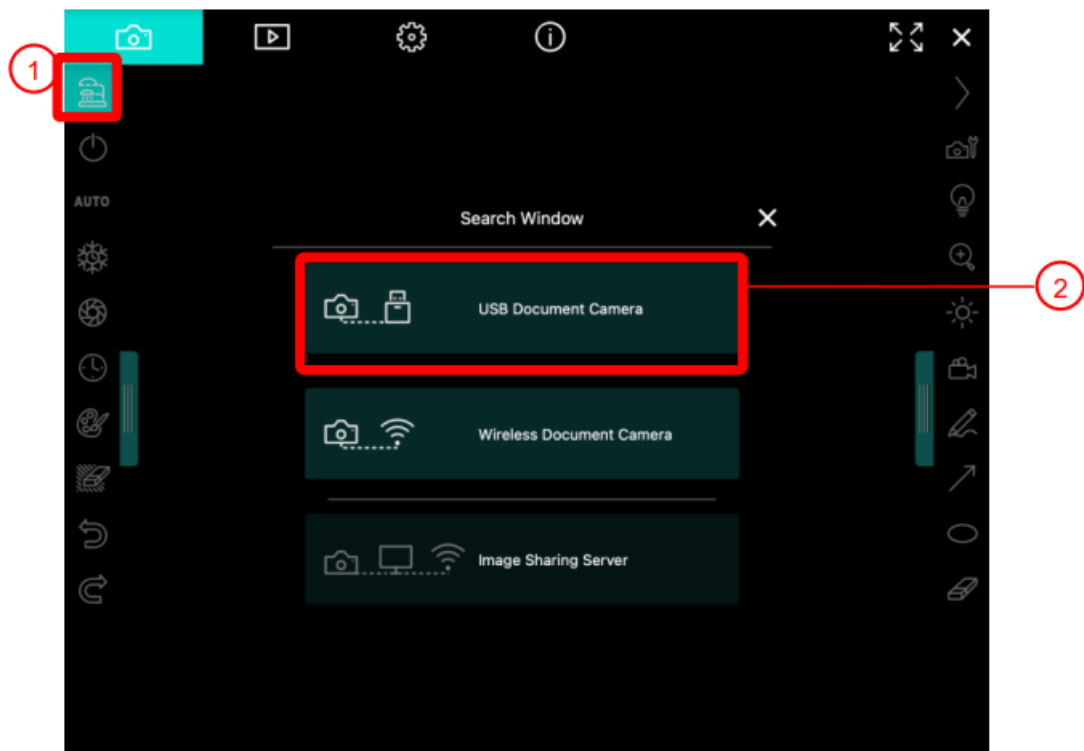 1
AUTO
Search Window
USB Document Camera
2
Wireless Document Camera
Image Sharing Server